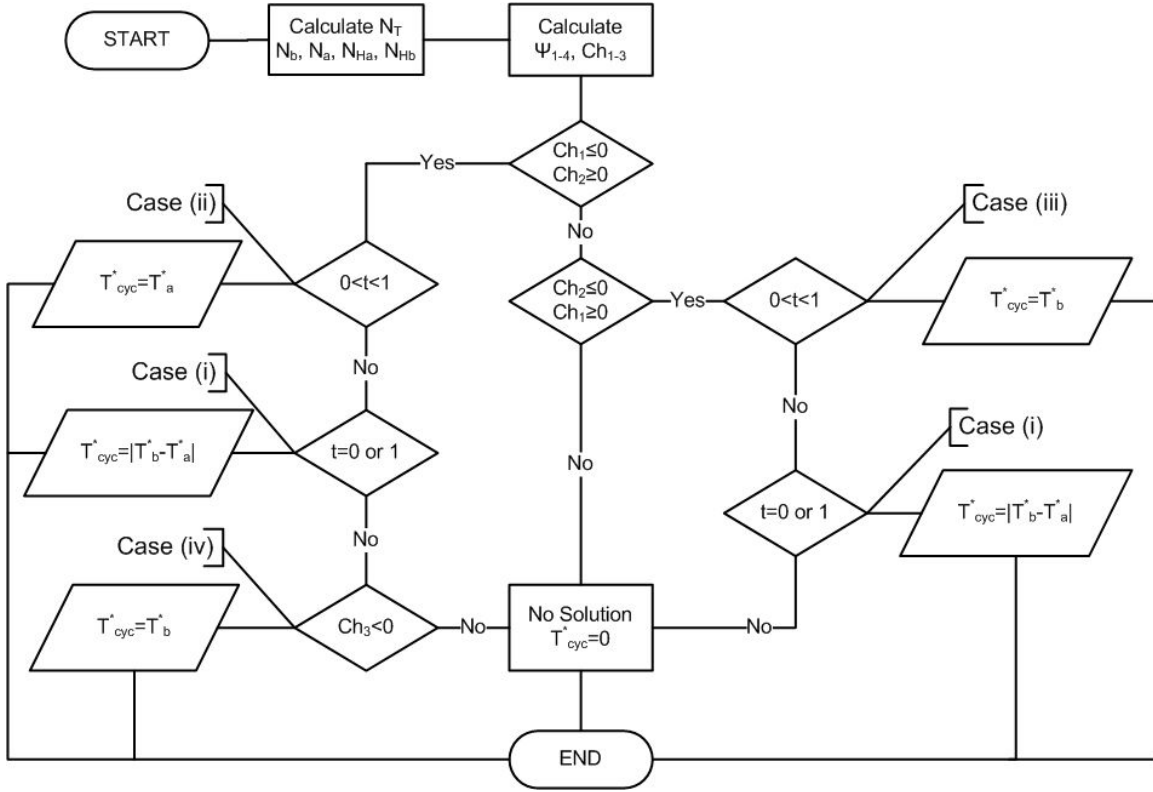 START
Calculate N_T
N_b, N_a, N_Ha, N_Hb
Calculate
Ψ_1-4, Ch_1-3
Ch_1≤0
Ch_2≥0
Yes
No
Case (ii)
T*_cyc=T*_a
0<t<1
No
Ch_2≤0
Ch_1≥0
Yes
0<t<1
Case (iii)
T*_cyc=T*_b
No
No
Case (i)
T*_cyc=|T*_b-T*_a|
t=0 or 1
No
No
t=0 or 1
Case (i)
T*_cyc=|T*_b-T*_a|
Case (iv)
T*_cyc=T*_b
Ch_3<0
No
No Solution
T*_cyc=0
No
END